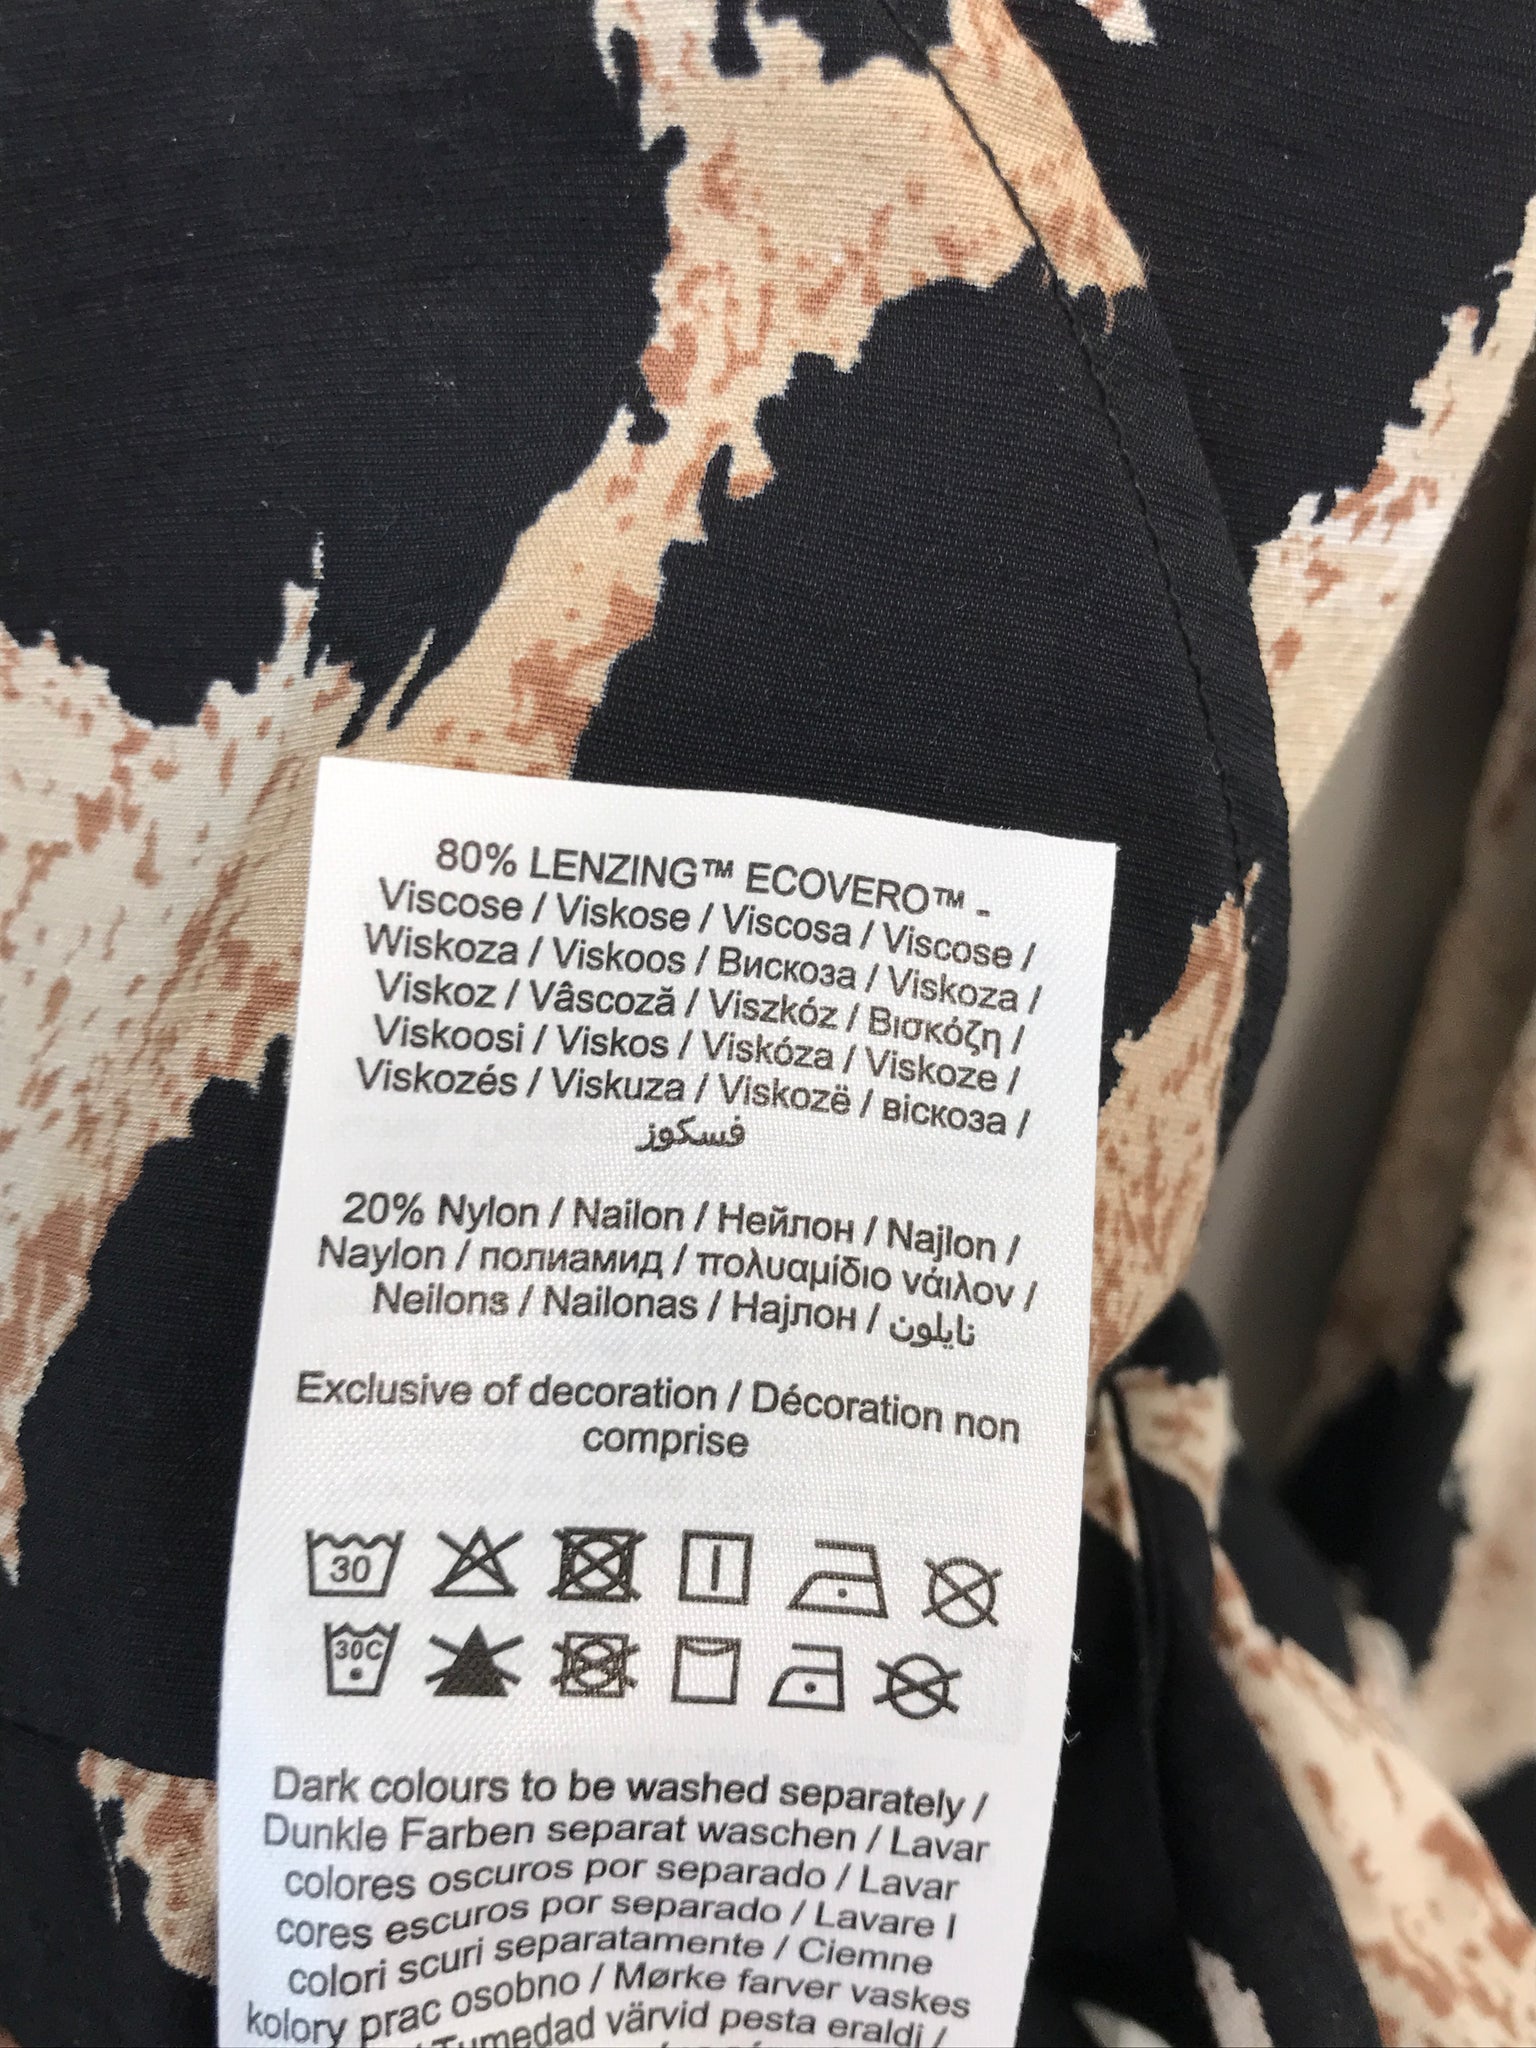 80% LENZING™ ECOVERO™ -
Viscose / Viskose / Viscosa / Viscose /
Wiskoza / Viskoos / Вискоза / Viskoza /
Viskoz / Vâscoză / Viszkóz / Βισκόζη /
Viskoosi / Viskos / Viskóza / Viskoze /
Viskozés / Viskuza / Viskozë / віскоза /
فسكوز
20% Nylon / Nailon / Нейлон / Najlon /
Naylon / полиамид / πολυαμίδιο νάιλον /
Neilons / Nailonas / Најлон / نايلون
Exclusive of decoration / Décoration non
comprise
30
30C
Dark colours to be washed separately /
Dunkle Farben separat waschen / Lavar
colores oscuros por separado / Lavar
cores escuros por separado / Lavare I
colori scuri separatamente / Ciemne
kolory prac osobno / Mørke farver vaskes
/ Tumedad värvid pesta eraldi /